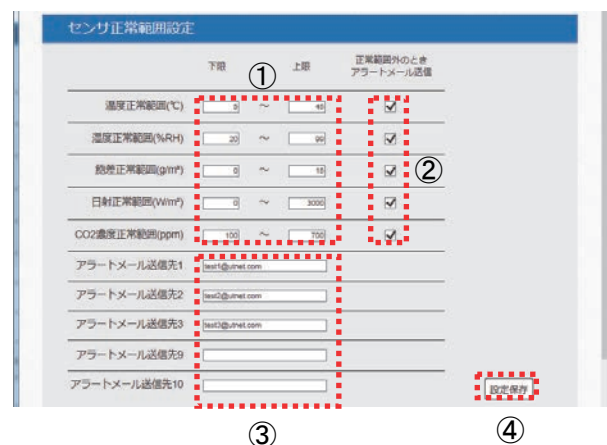 センサ正常範囲設定
下限 ① 上限 正常範囲外のとき
アラートメール送信
温度正常範囲(℃) 5 ～ 45
湿度正常範囲(%RH) 20 ～ 99
飽差正常範囲(g/m³) 0 ～ 15
②
日射正常範囲(W/m²) 0 ～ 3000
CO2濃度正常範囲(ppm) 100 ～ 700
アラートメール送信先1 test1@utnet.com
アラートメール送信先2 test2@utnet.com
アラートメール送信先3 test3@utnet.com
アラートメール送信先9
アラートメール送信先10
設定保存
③ ④